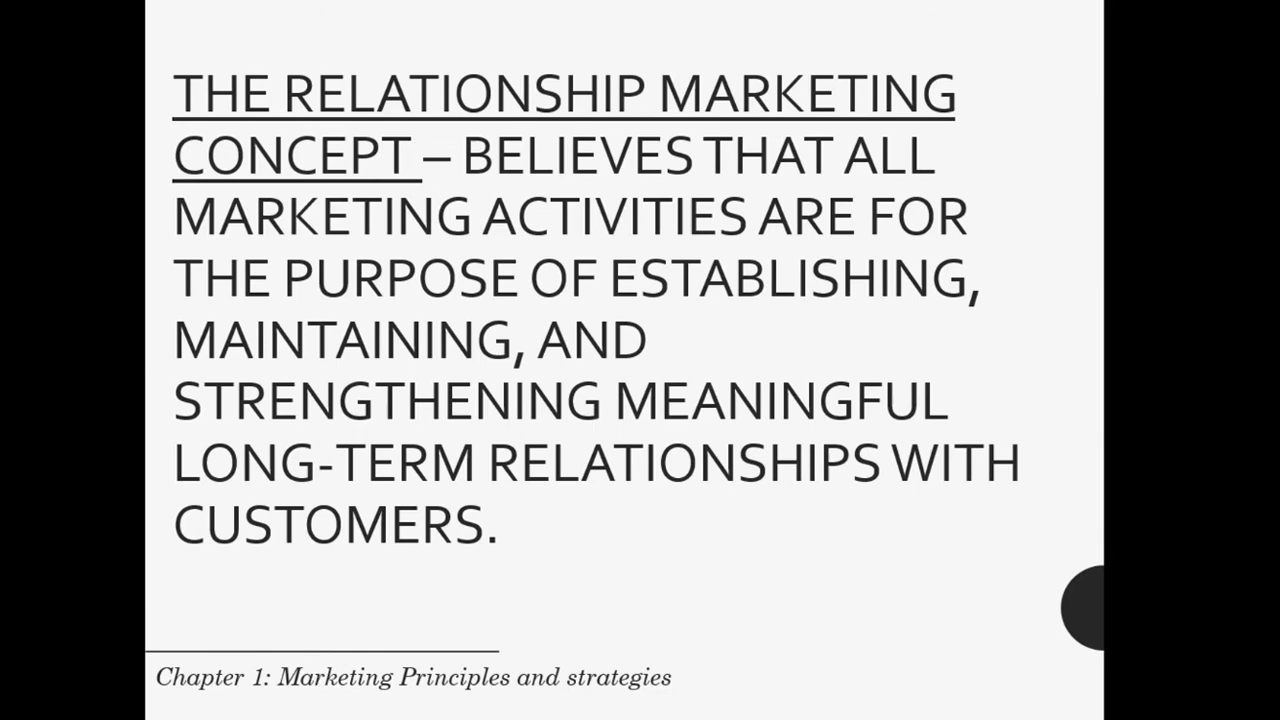 THE RELATIONSHIP MARKETING
CONCEPT – BELIEVES THAT ALL
MARKETING ACTIVITIES ARE FOR
THE PURPOSE OF ESTABLISHING,
MAINTAINING, AND
STRENGTHENING MEANINGFUL
LONG-TERM RELATIONSHIPS WITH
CUSTOMERS.
Chapter 1: Marketing Principles and strategies